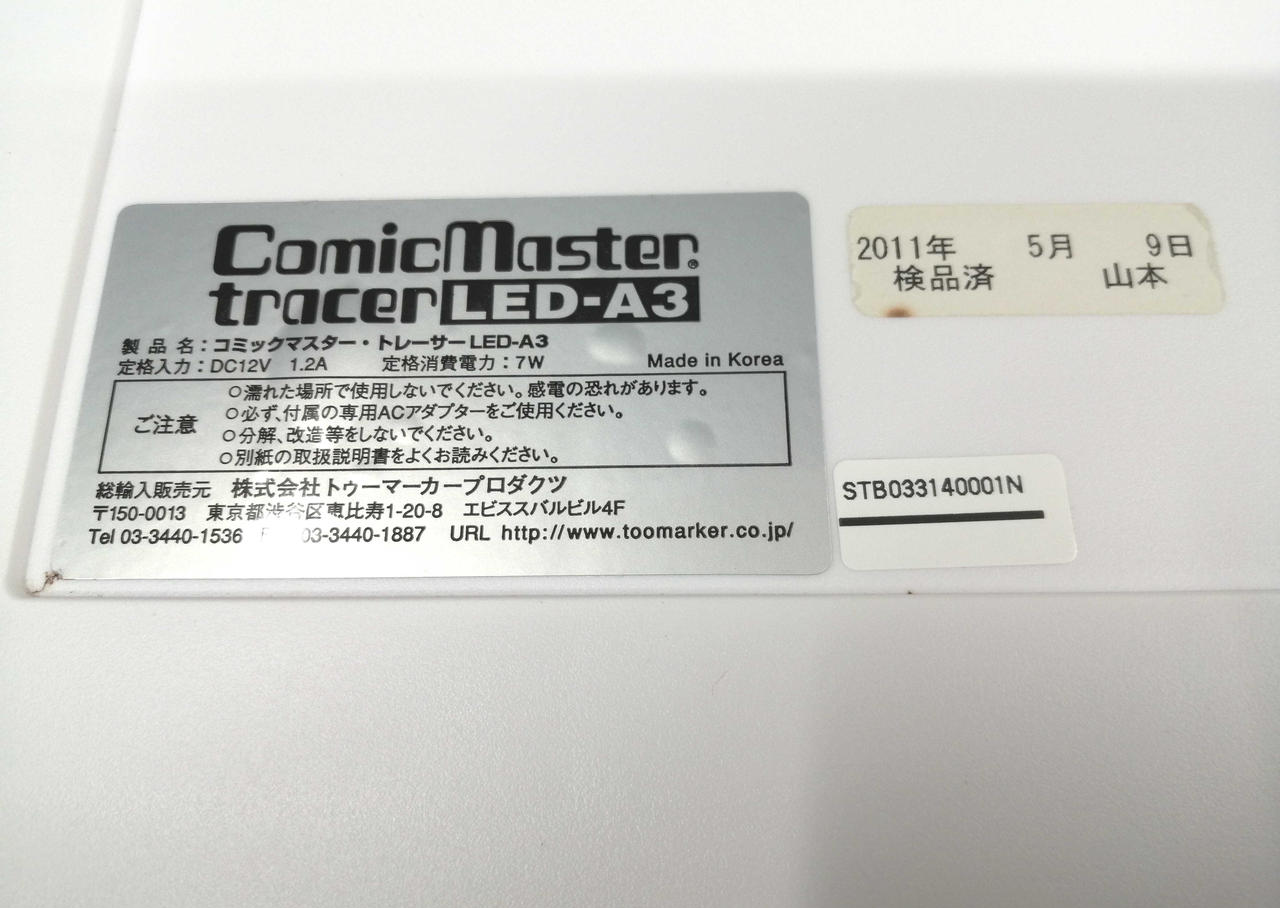 ComicMaster®
tracer LED-A3
製品名：コミックマスター・トレーサー LED-A3
定格入力：DC12V 1.2A 定格消費電力：7W Made in Korea
ご注意
○濡れた場所で使用しないでください。感電の恐れがあります。
○必ず、付属の専用ACアダプターをご使用ください。
○分解、改造等をしないでください。
○別紙の取扱説明書をよくお読みください。
総輸入販売元 株式会社トゥーマーカープロダクツ
〒150-0013 東京都渋谷区恵比寿1-20-8 エビススバルビル4F
Tel 03-3440-1536 03-3440-1887 URL http://www.toomarker.co.jp/
2011年 5月 9日
検品済 山本
STB033140001N